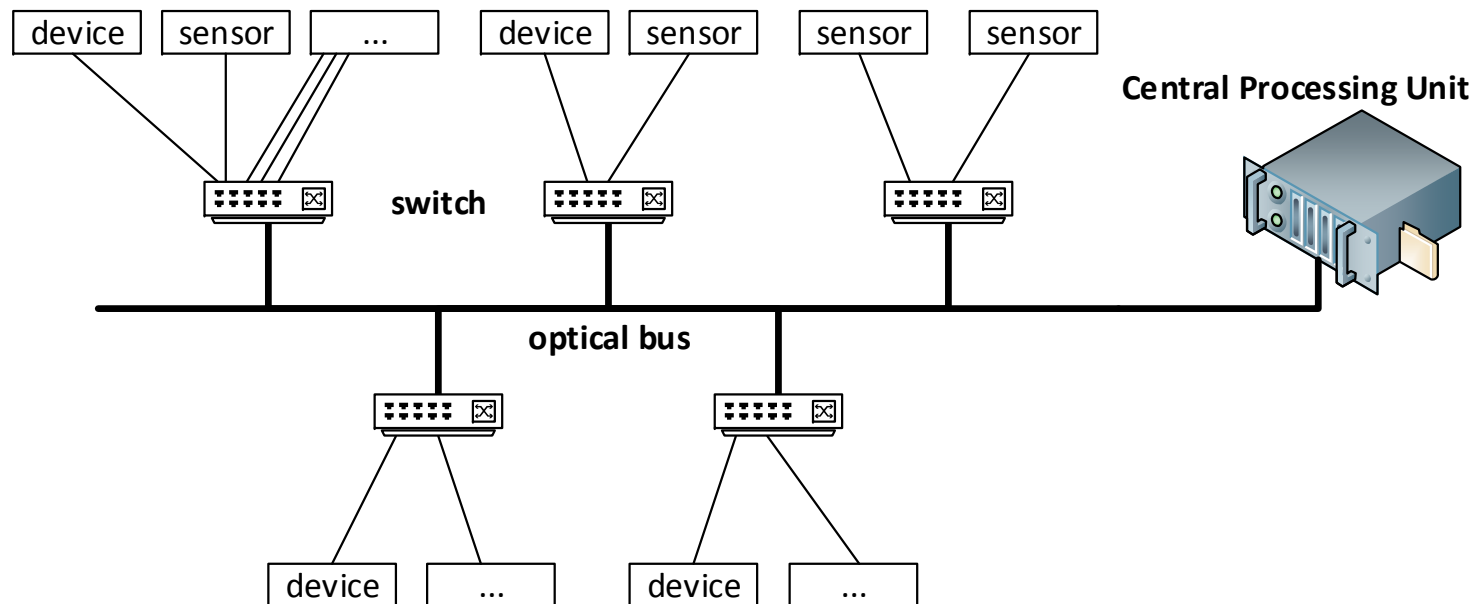 device
sensor
...
device
sensor
sensor
sensor
Central Processing Unit
switch
optical bus
device
...
device
...